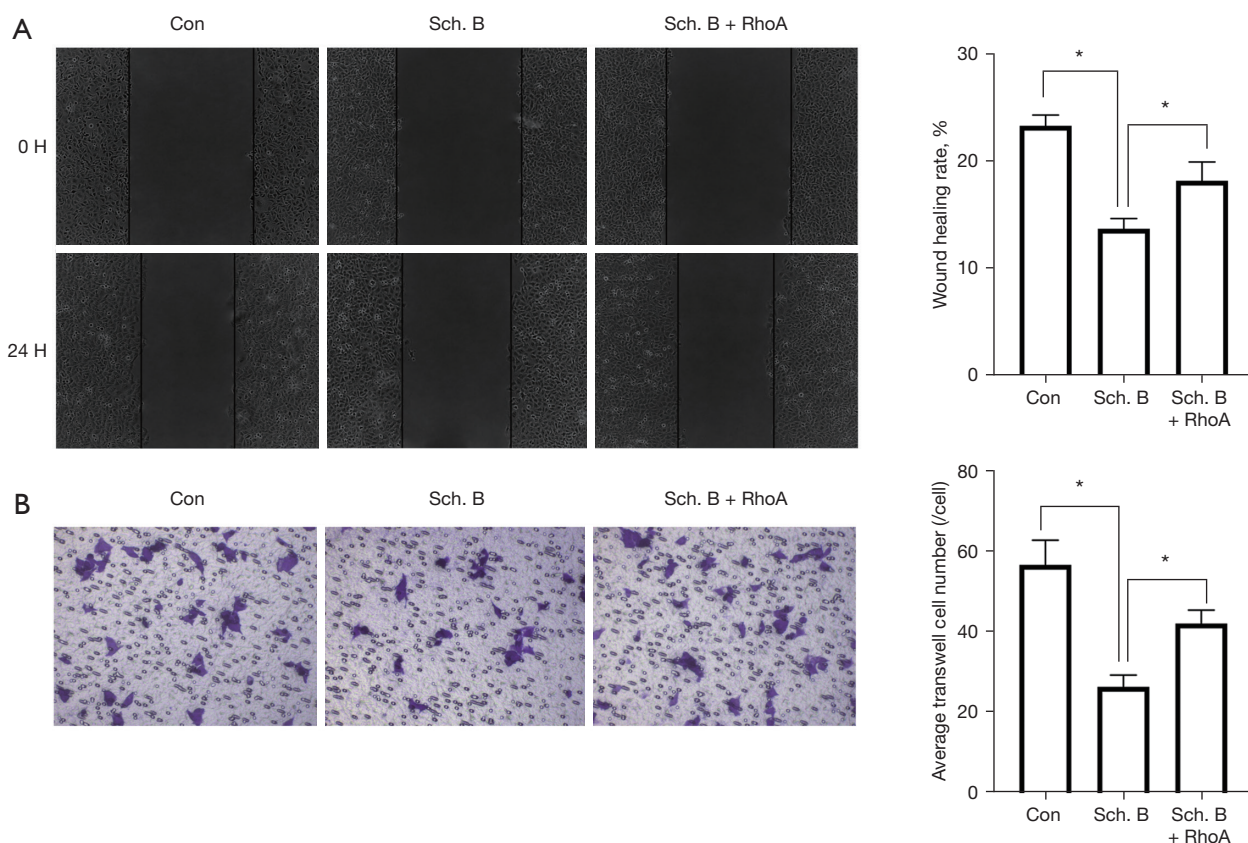 A
Con
Sch. B
Sch. B + RhoA
0 H
24 H
Wound healing rate, %
30
20
10
0
*
*
Con
Sch. B
Sch. B
+ RhoA
B
Con
Sch. B
Sch. B + RhoA
Average transwell cell number (/cell)
80
60
40
20
0
*
*
Con
Sch. B
Sch. B
+ RhoA